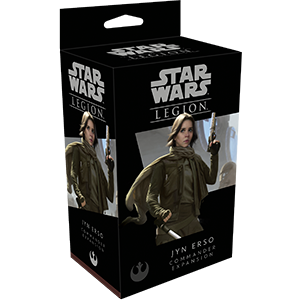 STAR
WARS
LEGION
JYN ERSO
COMMANDER
EXPANSION
STAR
WARS
LEGION
JYN ERSO
COMMANDER
EXPANSION